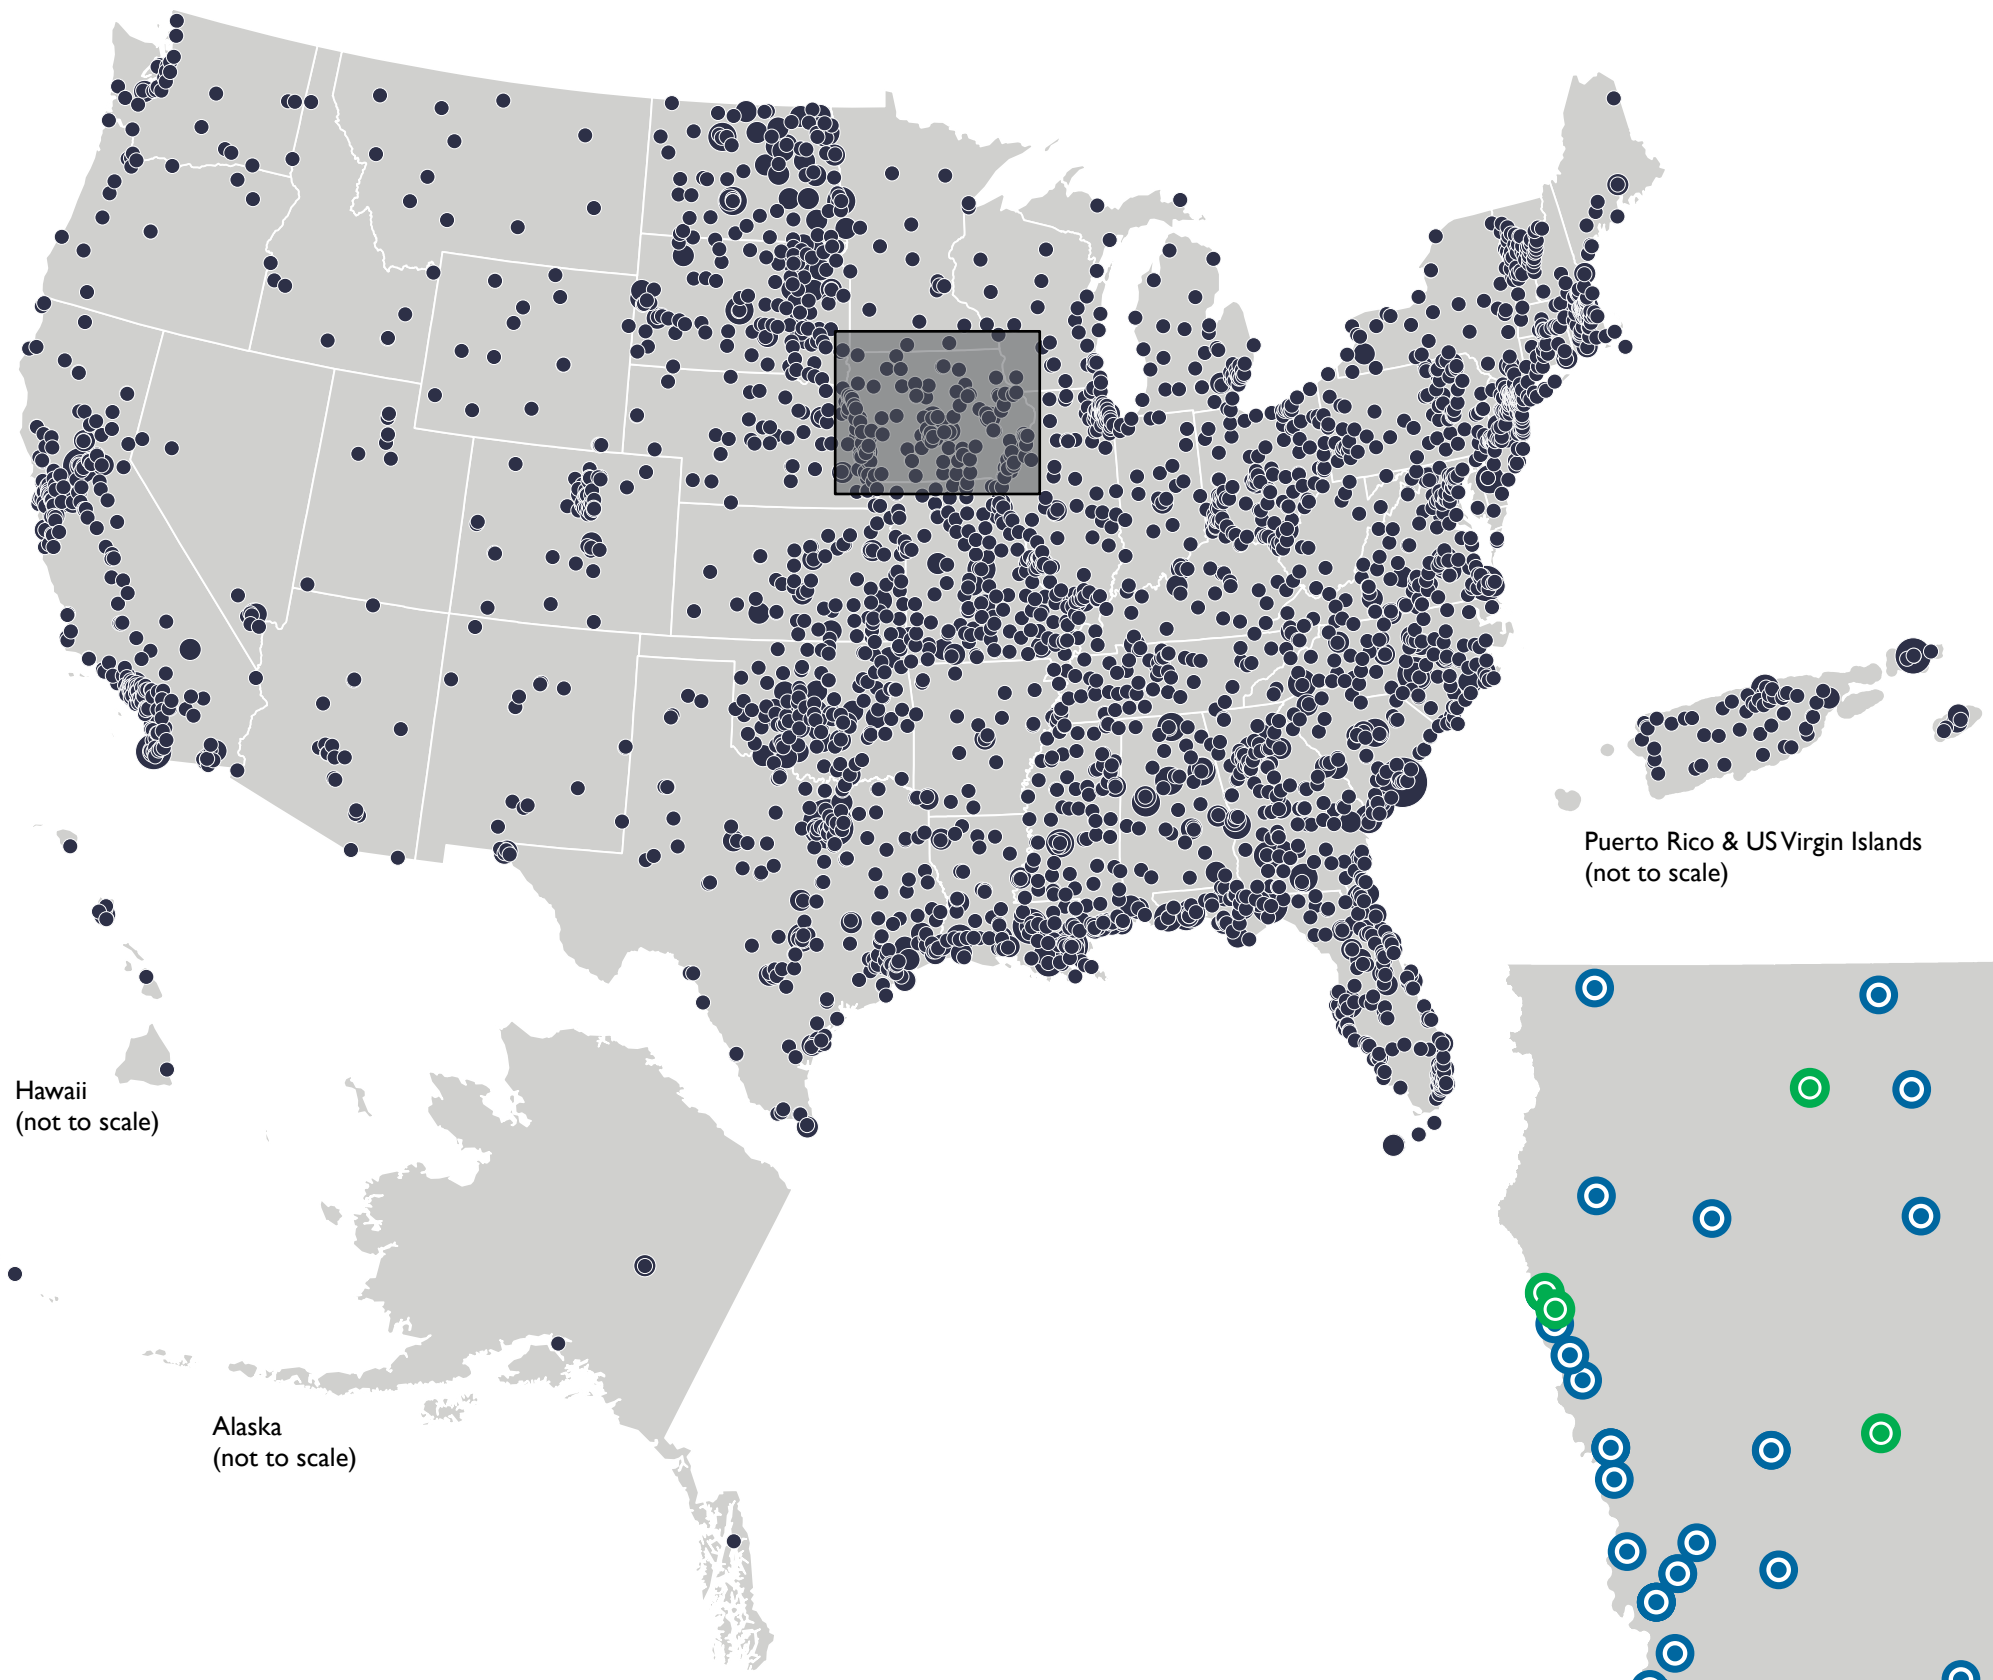 Puerto Rico & US Virgin Islands
(not to scale)
Hawaii
(not to scale)
Alaska
(not to scale)